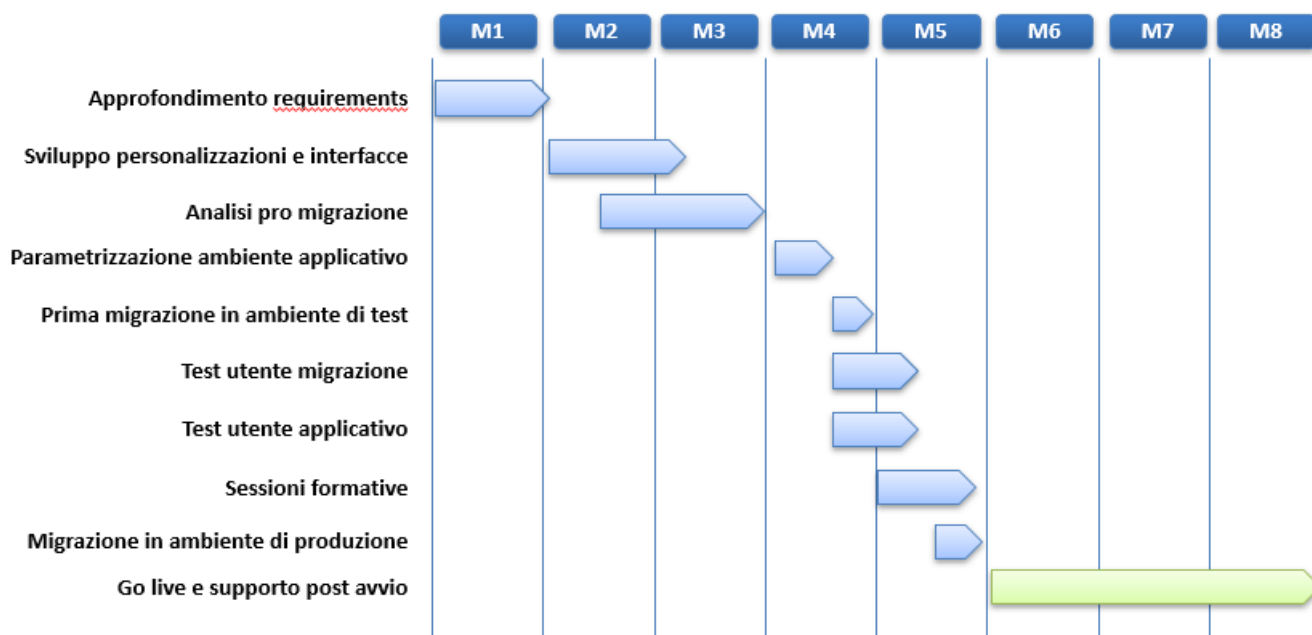 M1 M2 M3 M4 M5 M6 M7 M8
Approfondimento requirements
Sviluppo personalizzazioni e interfacce
Analisi pro migrazione
Parametrizzazione ambiente applicativo
Prima migrazione in ambiente di test
Test utente migrazione
Test utente applicativo
Sessioni formative
Migrazione in ambiente di produzione
Go live e supporto post avvio